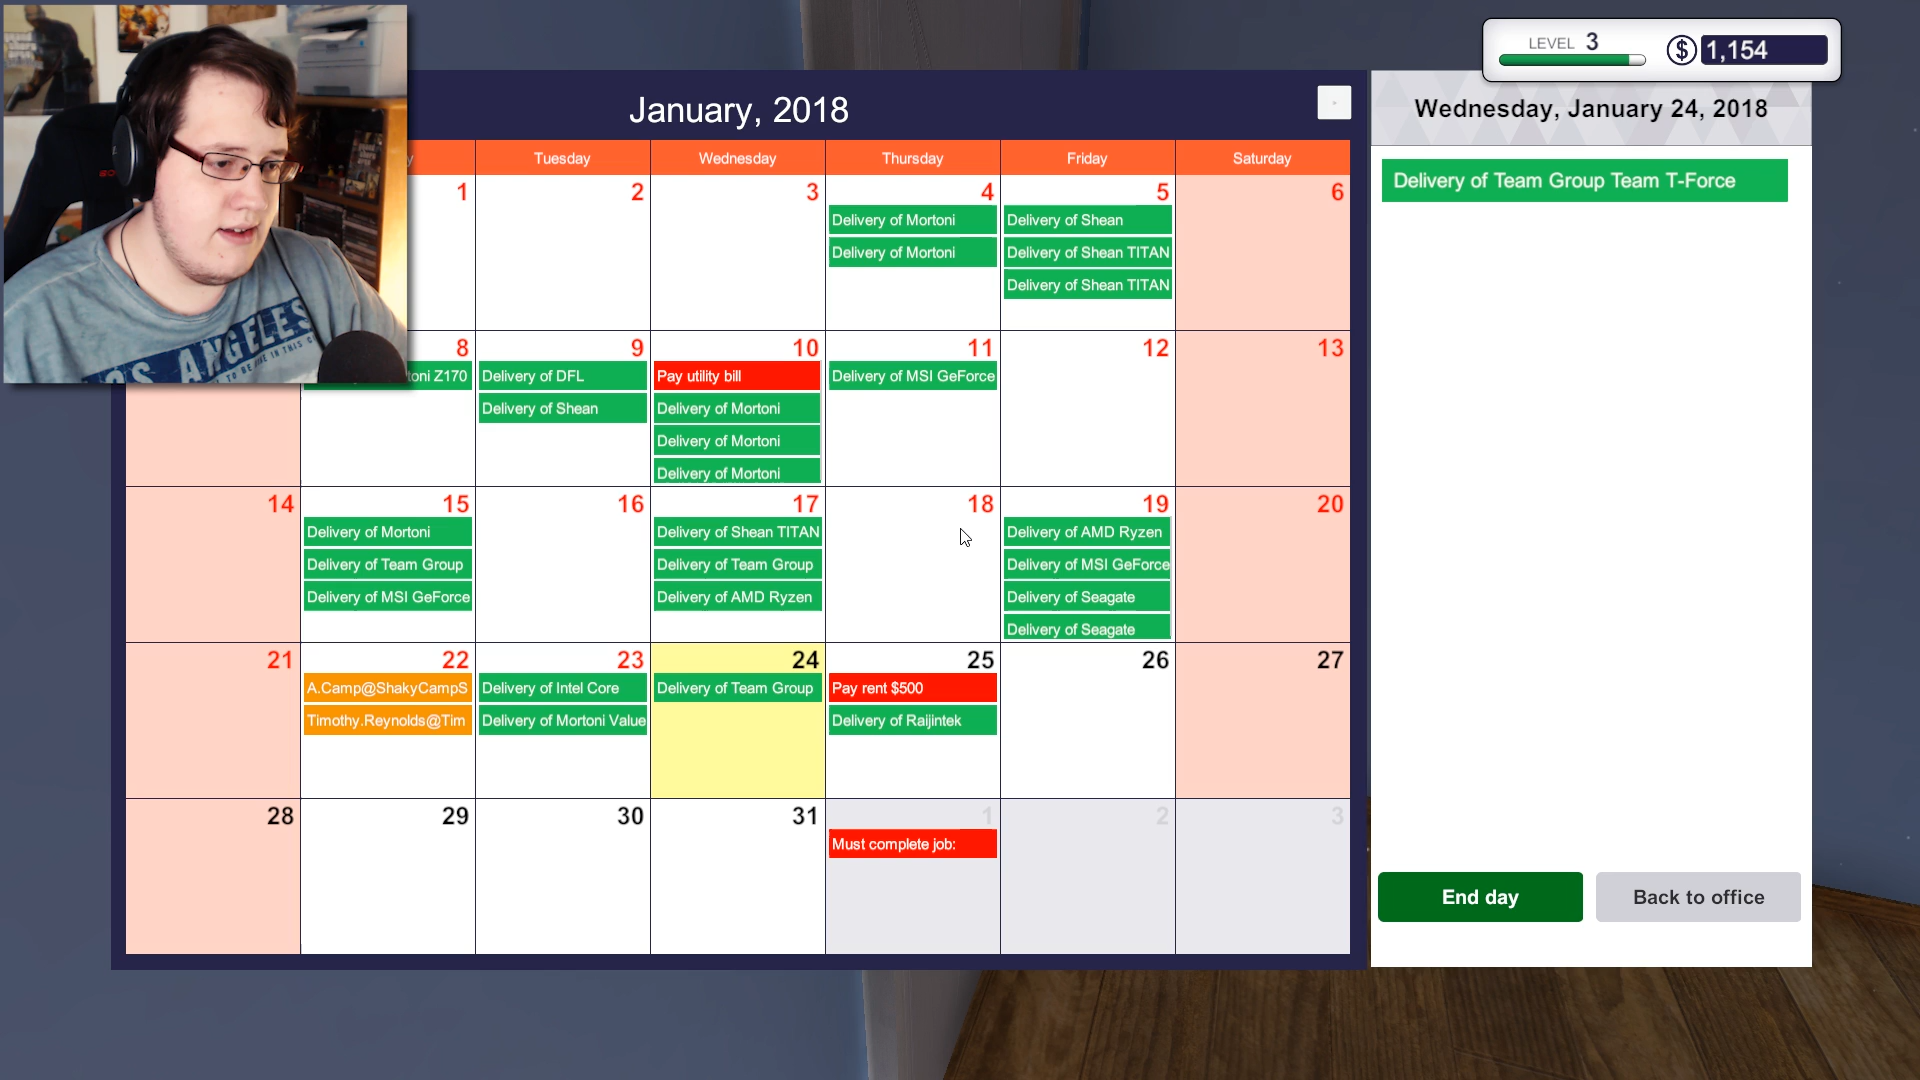 LEVEL 3
$ 1,154
January, 2018
Wednesday, January 24, 2018
Delivery of Team Group Team T-Force
Tuesday Wednesday Thursday Friday Saturday
1 2 3 4 5 6
Delivery of Mortoni
Delivery of Mortoni
Delivery of Shean
Delivery of Shean TITAN
Delivery of Shean TITAN
8 9 10 11 12 13
toni Z170
Delivery of DFL
Delivery of Shean
Pay utility bill
Delivery of Mortoni
Delivery of Mortoni
Delivery of Mortoni
Delivery of MSI GeForce
14 15 16 17 18 19 20
Delivery of Mortoni
Delivery of Team Group
Delivery of MSI GeForce
Delivery of Shean TITAN
Delivery of Team Group
Delivery of AMD Ryzen
Delivery of AMD Ryzen
Delivery of MSI GeForce
Delivery of Seagate
Delivery of Seagate
21 22 23 24 25 26 27
A.Camp@ShakyCampS
Timothy.Reynolds@Tim
Delivery of Intel Core
Delivery of Mortoni Value
Delivery of Team Group
Pay rent $500
Delivery of Raijintek
28 29 30 31 1 2 3
Must complete job:
End day
Back to office
ANGELES